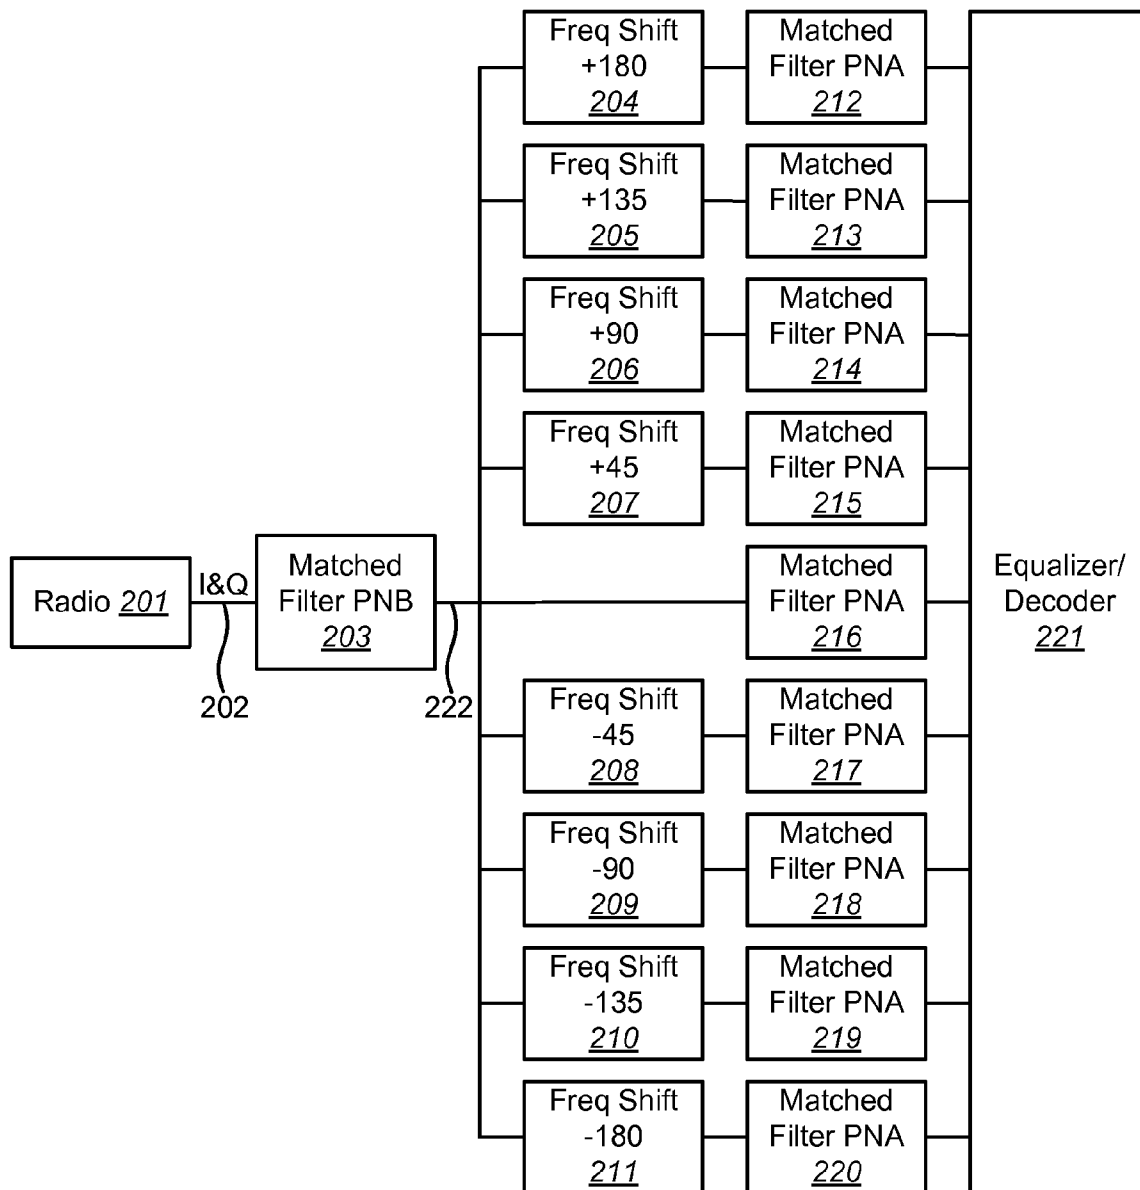 Freq Shift
+180
204
Matched
Filter PNA
212
Freq Shift
+135
205
Matched
Filter PNA
213
Freq Shift
+90
206
Matched
Filter PNA
214
Freq Shift
+45
207
Matched
Filter PNA
215
Radio 201
I&Q
202
Matched
Filter PNB
203
222
Matched
Filter PNA
216
Equalizer/
Decoder
221
Freq Shift
-45
208
Matched
Filter PNA
217
Freq Shift
-90
209
Matched
Filter PNA
218
Freq Shift
-135
210
Matched
Filter PNA
219
Freq Shift
-180
211
Matched
Filter PNA
220